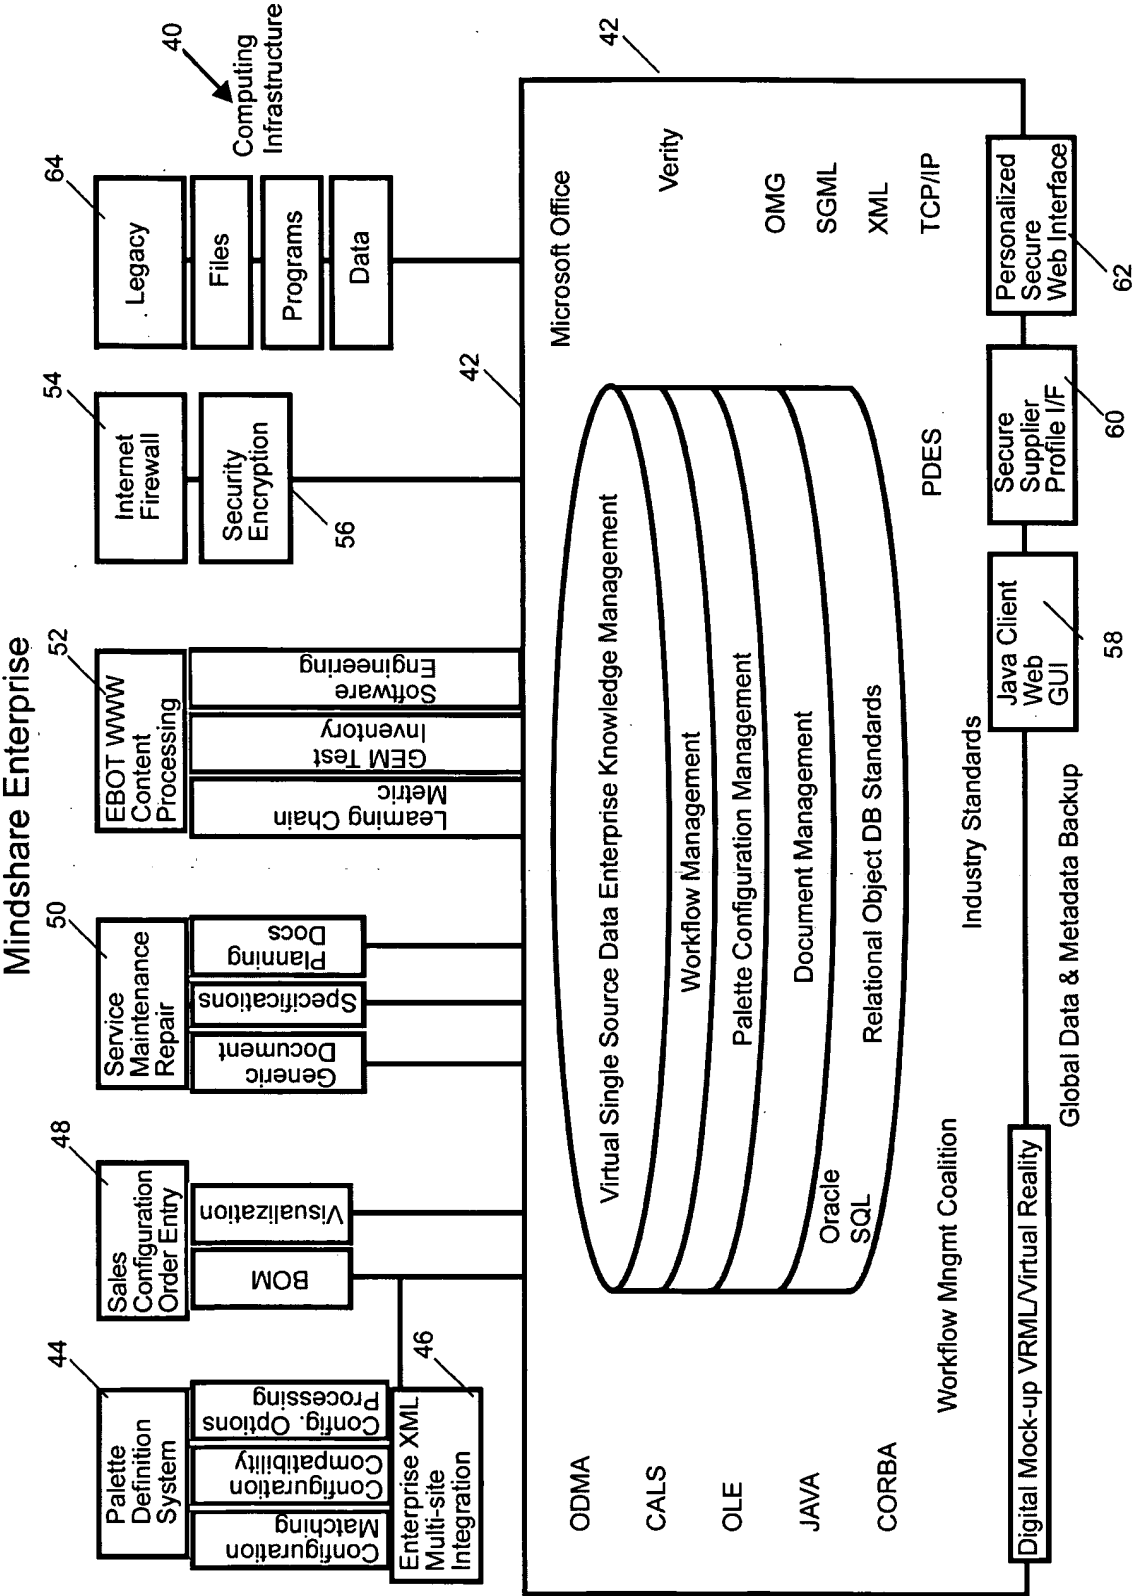 Mindshare Enterprise
40
Computing
Infrastructure
44
Palette
Definition
System
Configuration
Matching
Configuration
Compatibility
Config. Options
Processing
46
Enterprise XML
Multi-site
Integration
48
Sales
Configuration
Order Entry
BOM
Visualization
50
Service
Maintenance
Repair
Generic
Document
Specifications
Planning
Docs
52
EBOT WWW
Content
Processing
Learning Chain
Metric
GEM Test
Inventory
Software
Engineering
54
Internet
Firewall
Security
Encryption
56
64
Legacy
Files
Programs
Data
42
42
ODMA
CALS
OLE
JAVA
CORBA
Virtual Single Source Data Enterprise Knowledge Management
Workflow Management
Palette Configuration Management
Document Management
Relational Object DB Standards
Oracle
SQL
Microsoft Office
Verity
OMG
SGML
XML
TCP/IP
PDES
Workflow Mngmt Coalition
Industry Standards
Digital Mock-up VRML/Virtual Reality
Global Data & Metadata Backup
Java Client
Web
GUI
58
Secure
Supplier
Profile I/F
60
Personalized
Secure
Web Interface
62